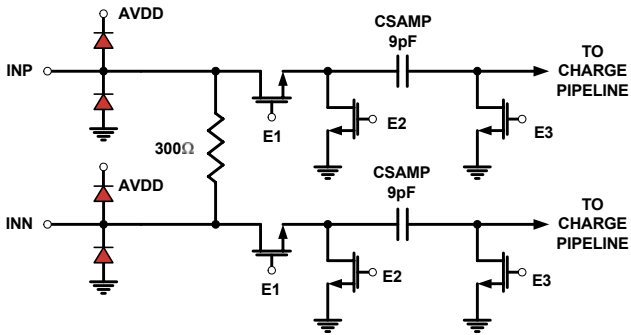 AVDD
CSAMP
9pF
TO
CHARGE
PIPELINE
INP
E1
E2
E3
300Ω
AVDD
CSAMP
9pF
TO
CHARGE
PIPELINE
INN
E1
E2
E3